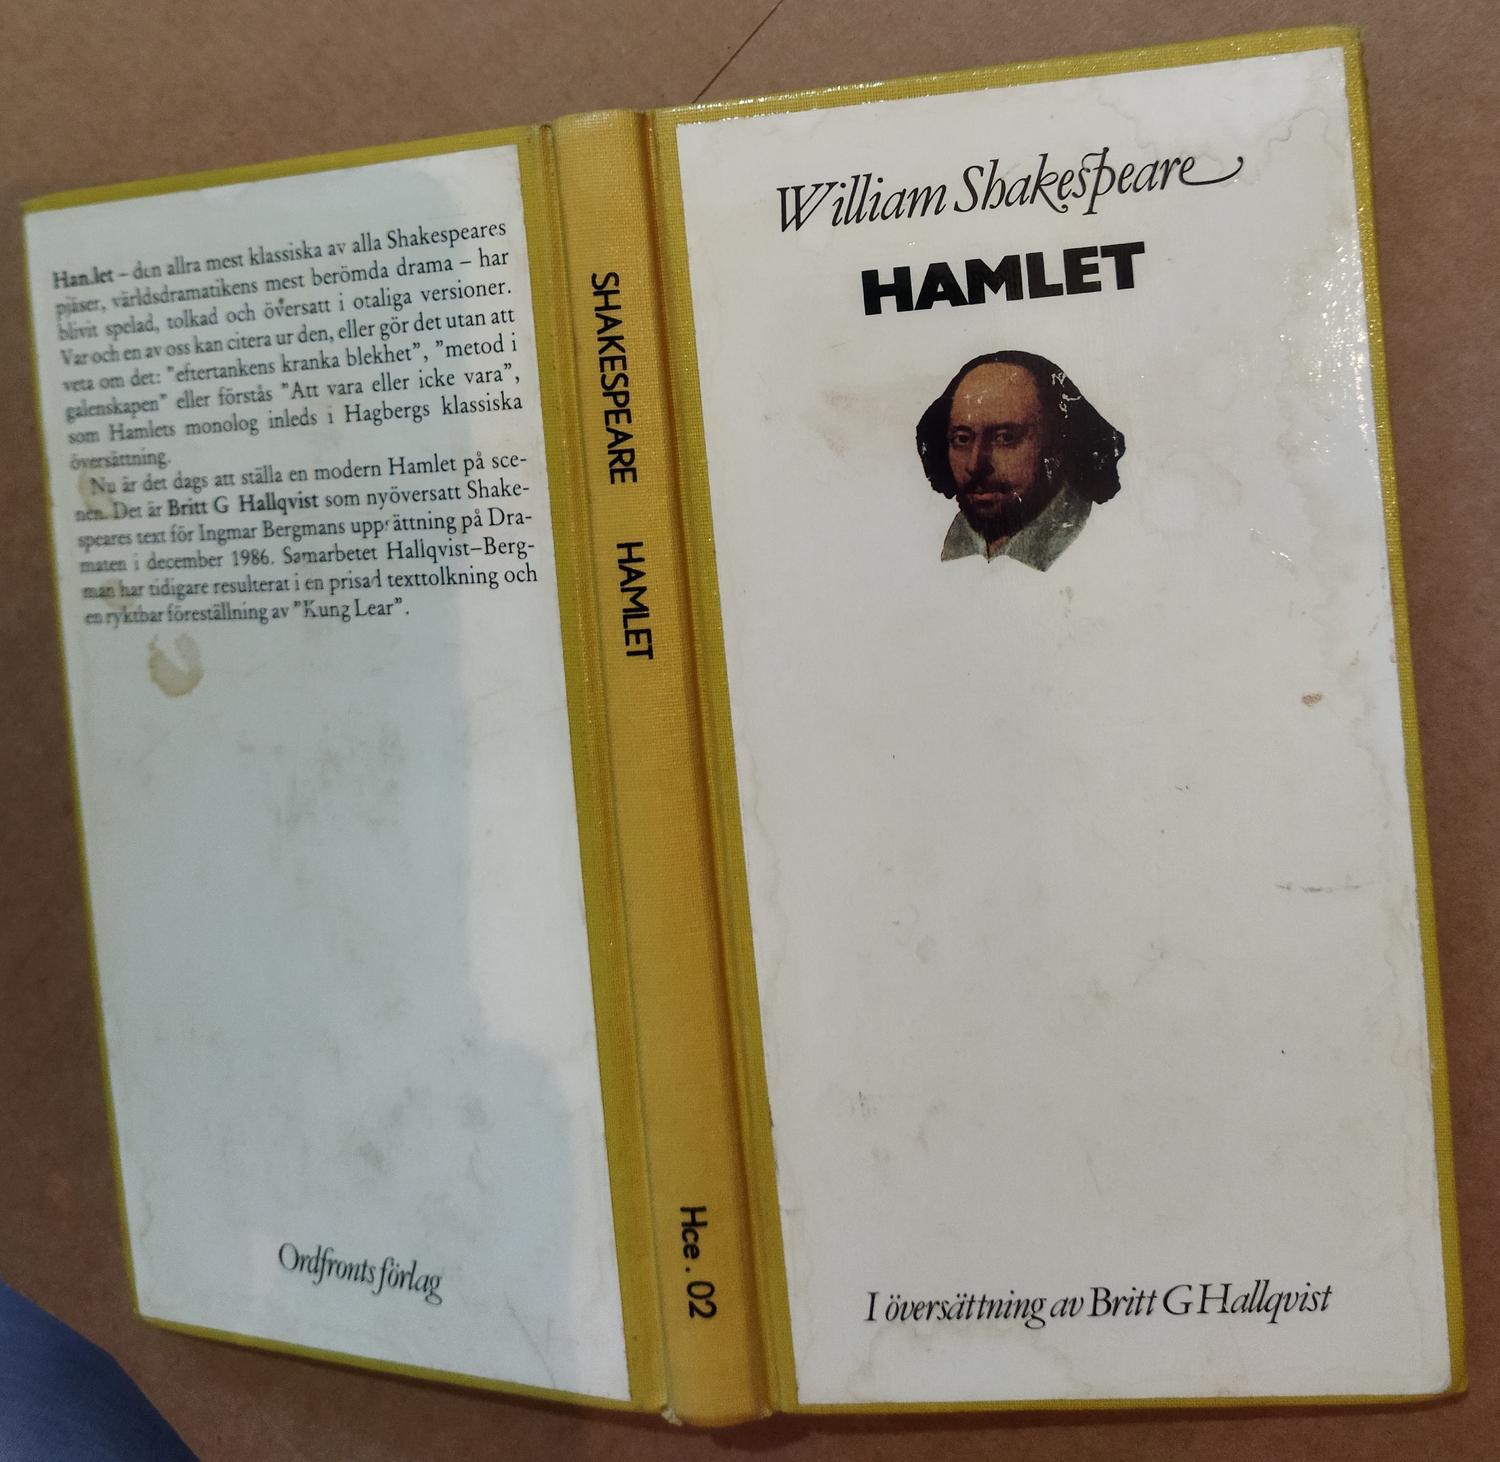 Hamlet – den allra mest klassiska av alla Shakespeares
pjäser, världsdramatikens mest berömda drama – har
blivit spelad, tolkad och översatt i otaliga versioner.
Var och en av oss kan citera ur den, eller gör det utan att
veta om det: ”eftertankens kranka blekhet”, ”metod i
galenskapen” eller förstås ”Att vara eller icke vara”,
som Hamlets monolog inleds i Hagbergs klassiska
översättning.
Nu är det dags att ställa en modern Hamlet på sce-
nen. Det är Britt G Hallqvist som nyöversatt Shake-
speares text för Ingmar Bergmans uppsättning på Dra-
maten i december 1986. Samarbetet Hallqvist–Berg-
man har tidigare resulterat i en prisad texttolkning och
en ryktbar föreställning av ”Kung Lear”.
Ordfronts förlag
SHAKESPEARE HAMLET
Hce.02
William Shakespeare
HAMLET
I översättning av Britt G Hallqvist